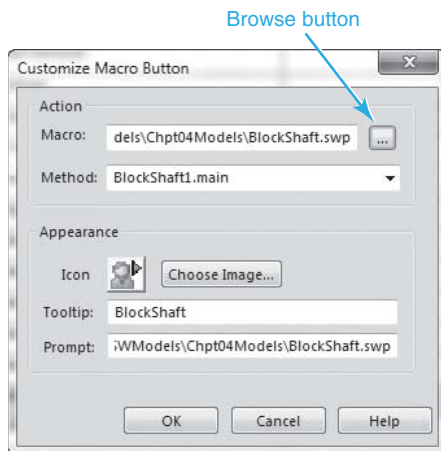 Browse button
Customize Macro Button
X
Action
Macro: dels\Chpt04Models\BlockShaft.swp ...
Method: BlockShaft1.main
Appearance
Icon Choose Image...
Tooltip: BlockShaft
Prompt: WModels\Chpt04Models\BlockShaft.swp
OK Cancel Help